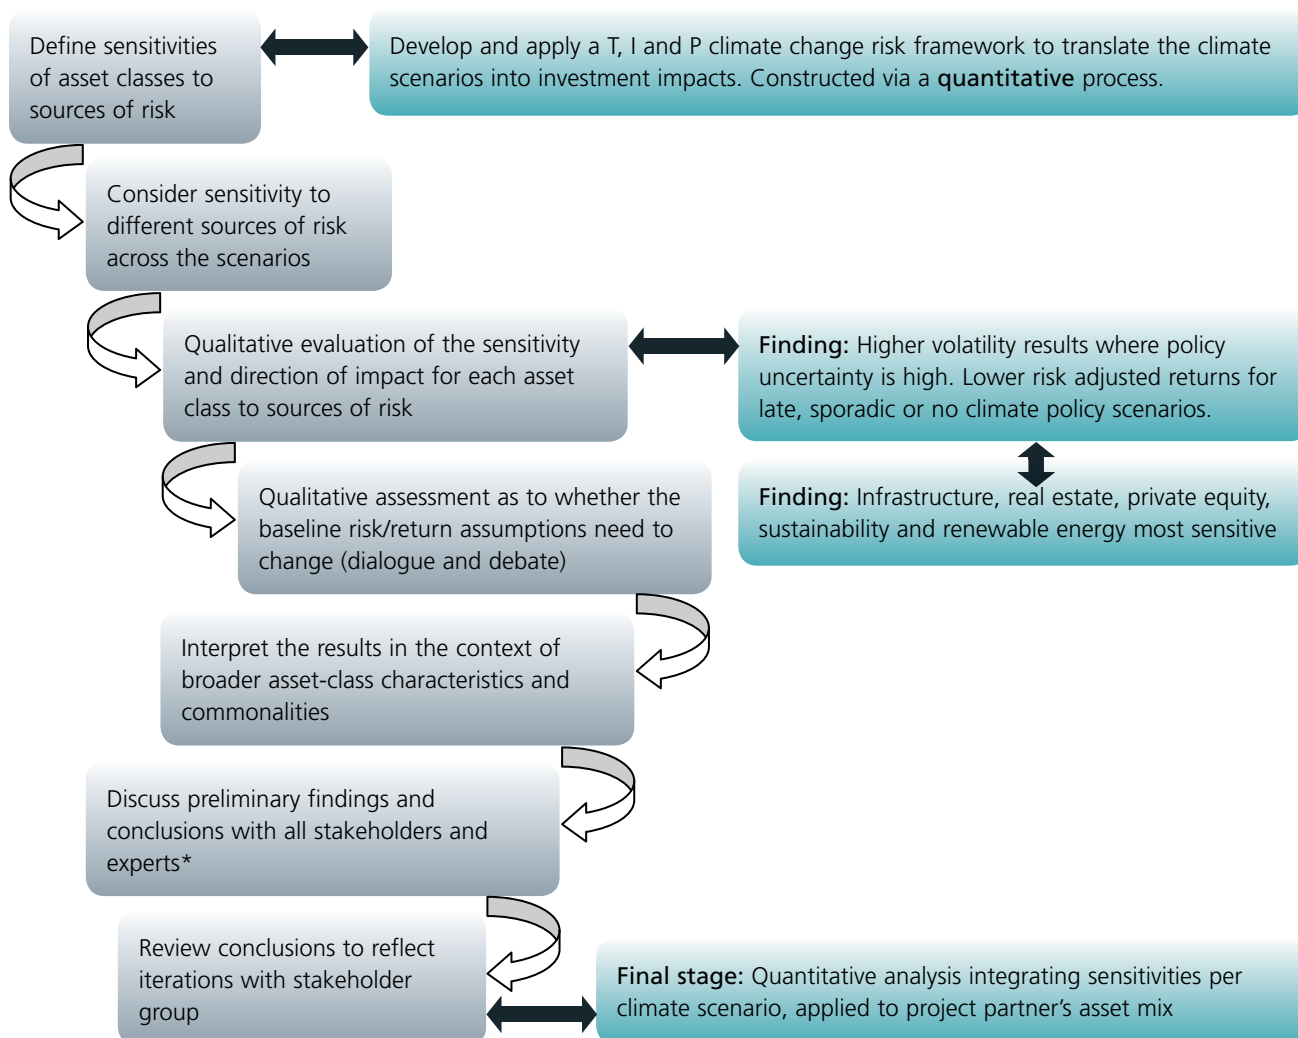 Define sensitivities
of asset classes to
sources of risk
Develop and apply a T, I and P climate change risk framework to translate the climate
scenarios into investment impacts. Constructed via a quantitative process.
Consider sensitivity to
different sources of risk
across the scenarios
Qualitative evaluation of the sensitivity
and direction of impact for each asset
class to sources of risk
Finding: Higher volatility results where policy
uncertainty is high. Lower risk adjusted returns for
late, sporadic or no climate policy scenarios.
Qualitative assessment as to whether the
baseline risk/return assumptions need to
change (dialogue and debate)
Finding: Infrastructure, real estate, private equity,
sustainability and renewable energy most sensitive
Interpret the results in the context of
broader asset-class characteristics and
commonalities
Discuss preliminary findings and
conclusions with all stakeholders and
experts*
Review conclusions to reflect
iterations with stakeholder
group
Final stage: Quantitative analysis integrating sensitivities per
climate scenario, applied to project partner’s asset mix